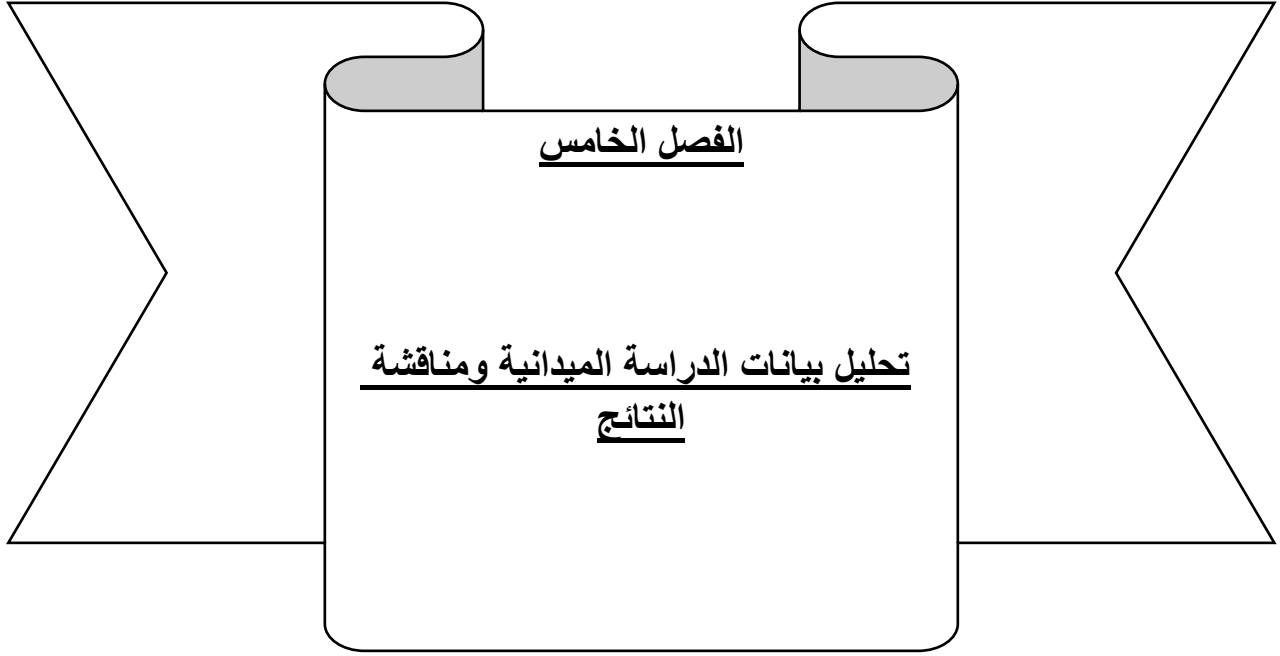 الفصل الخامس
تحليل بيانات الدراسة الميدانية ومناقشة
النتائج